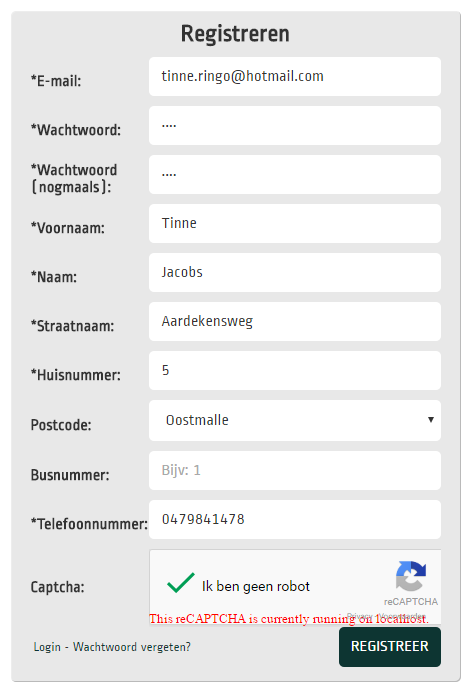 Registreren
*E-mail: tinne.ringo@hotmail.com
*Wachtwoord: ····
*Wachtwoord
(nogmaals): ····
*Voornaam: Tinne
*Naam: Jacobs
*Straatnaam: Aardekensweg
*Huisnummer: 5
Postcode: Oostmalle
Busnummer: Bijv: 1
*Telefoonnummer: 0479841478
Captcha: Ik ben geen robot
reCAPTCHA
This reCAPTCHA is currently running on localhost.
Login - Wachtwoord vergeten? REGISTREER